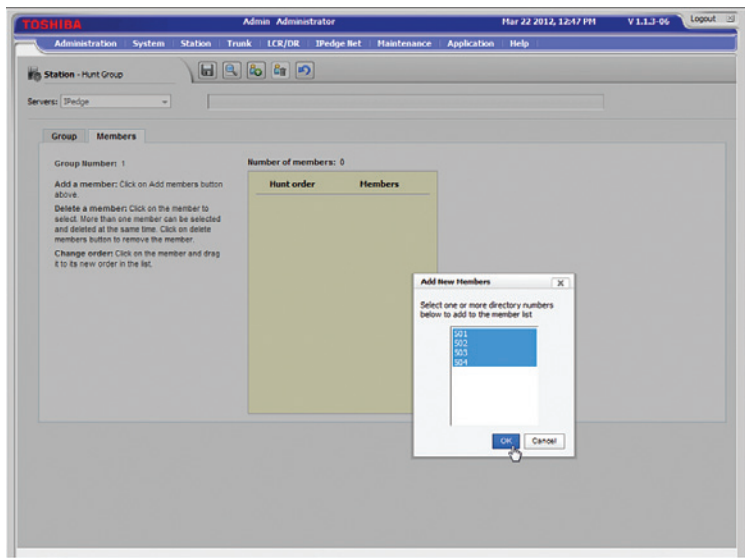 TOSHIBA
Admin Administrator
Mar 22 2012, 12:47 PM
V 1.1.3-06
Logout
Administration System Station Trunk LCR/DR IPedge Net Maintenance Application Help
Station - Hunt Group
Servers: IPedge
Group Members
Group Number: 1
Add a member: Click on Add members button
above.
Delete a member: Click on the member to
select. More than one member can be selected
and deleted at the same time. Click on delete
members button to remove the member.
Change order: Click on the member and drag
it to its new order in the list.
Number of members: 0
Hunt order Members
Add New Members
Select one or more directory numbers
below to add to the member list
501
502
503
504
OK Cancel